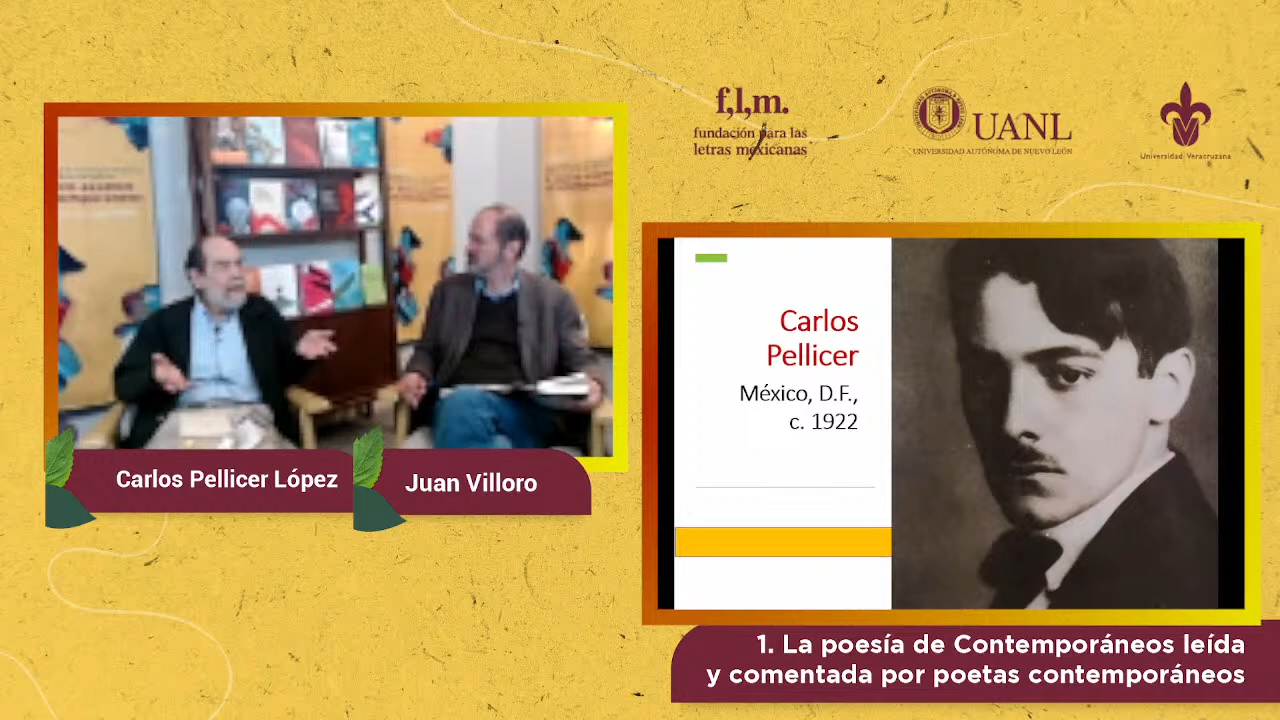 f,l,m.
fundación para las
letras mexicanas
UANL
UNIVERSIDAD AUTÓNOMA DE NUEVO LEÓN
Universidad Veracruzana
Carlos
Pellicer
México, D.F.,
c. 1922
Carlos Pellicer López
Juan Villoro
1. La poesía de Contemporáneos leída
y comentada por poetas contemporáneos